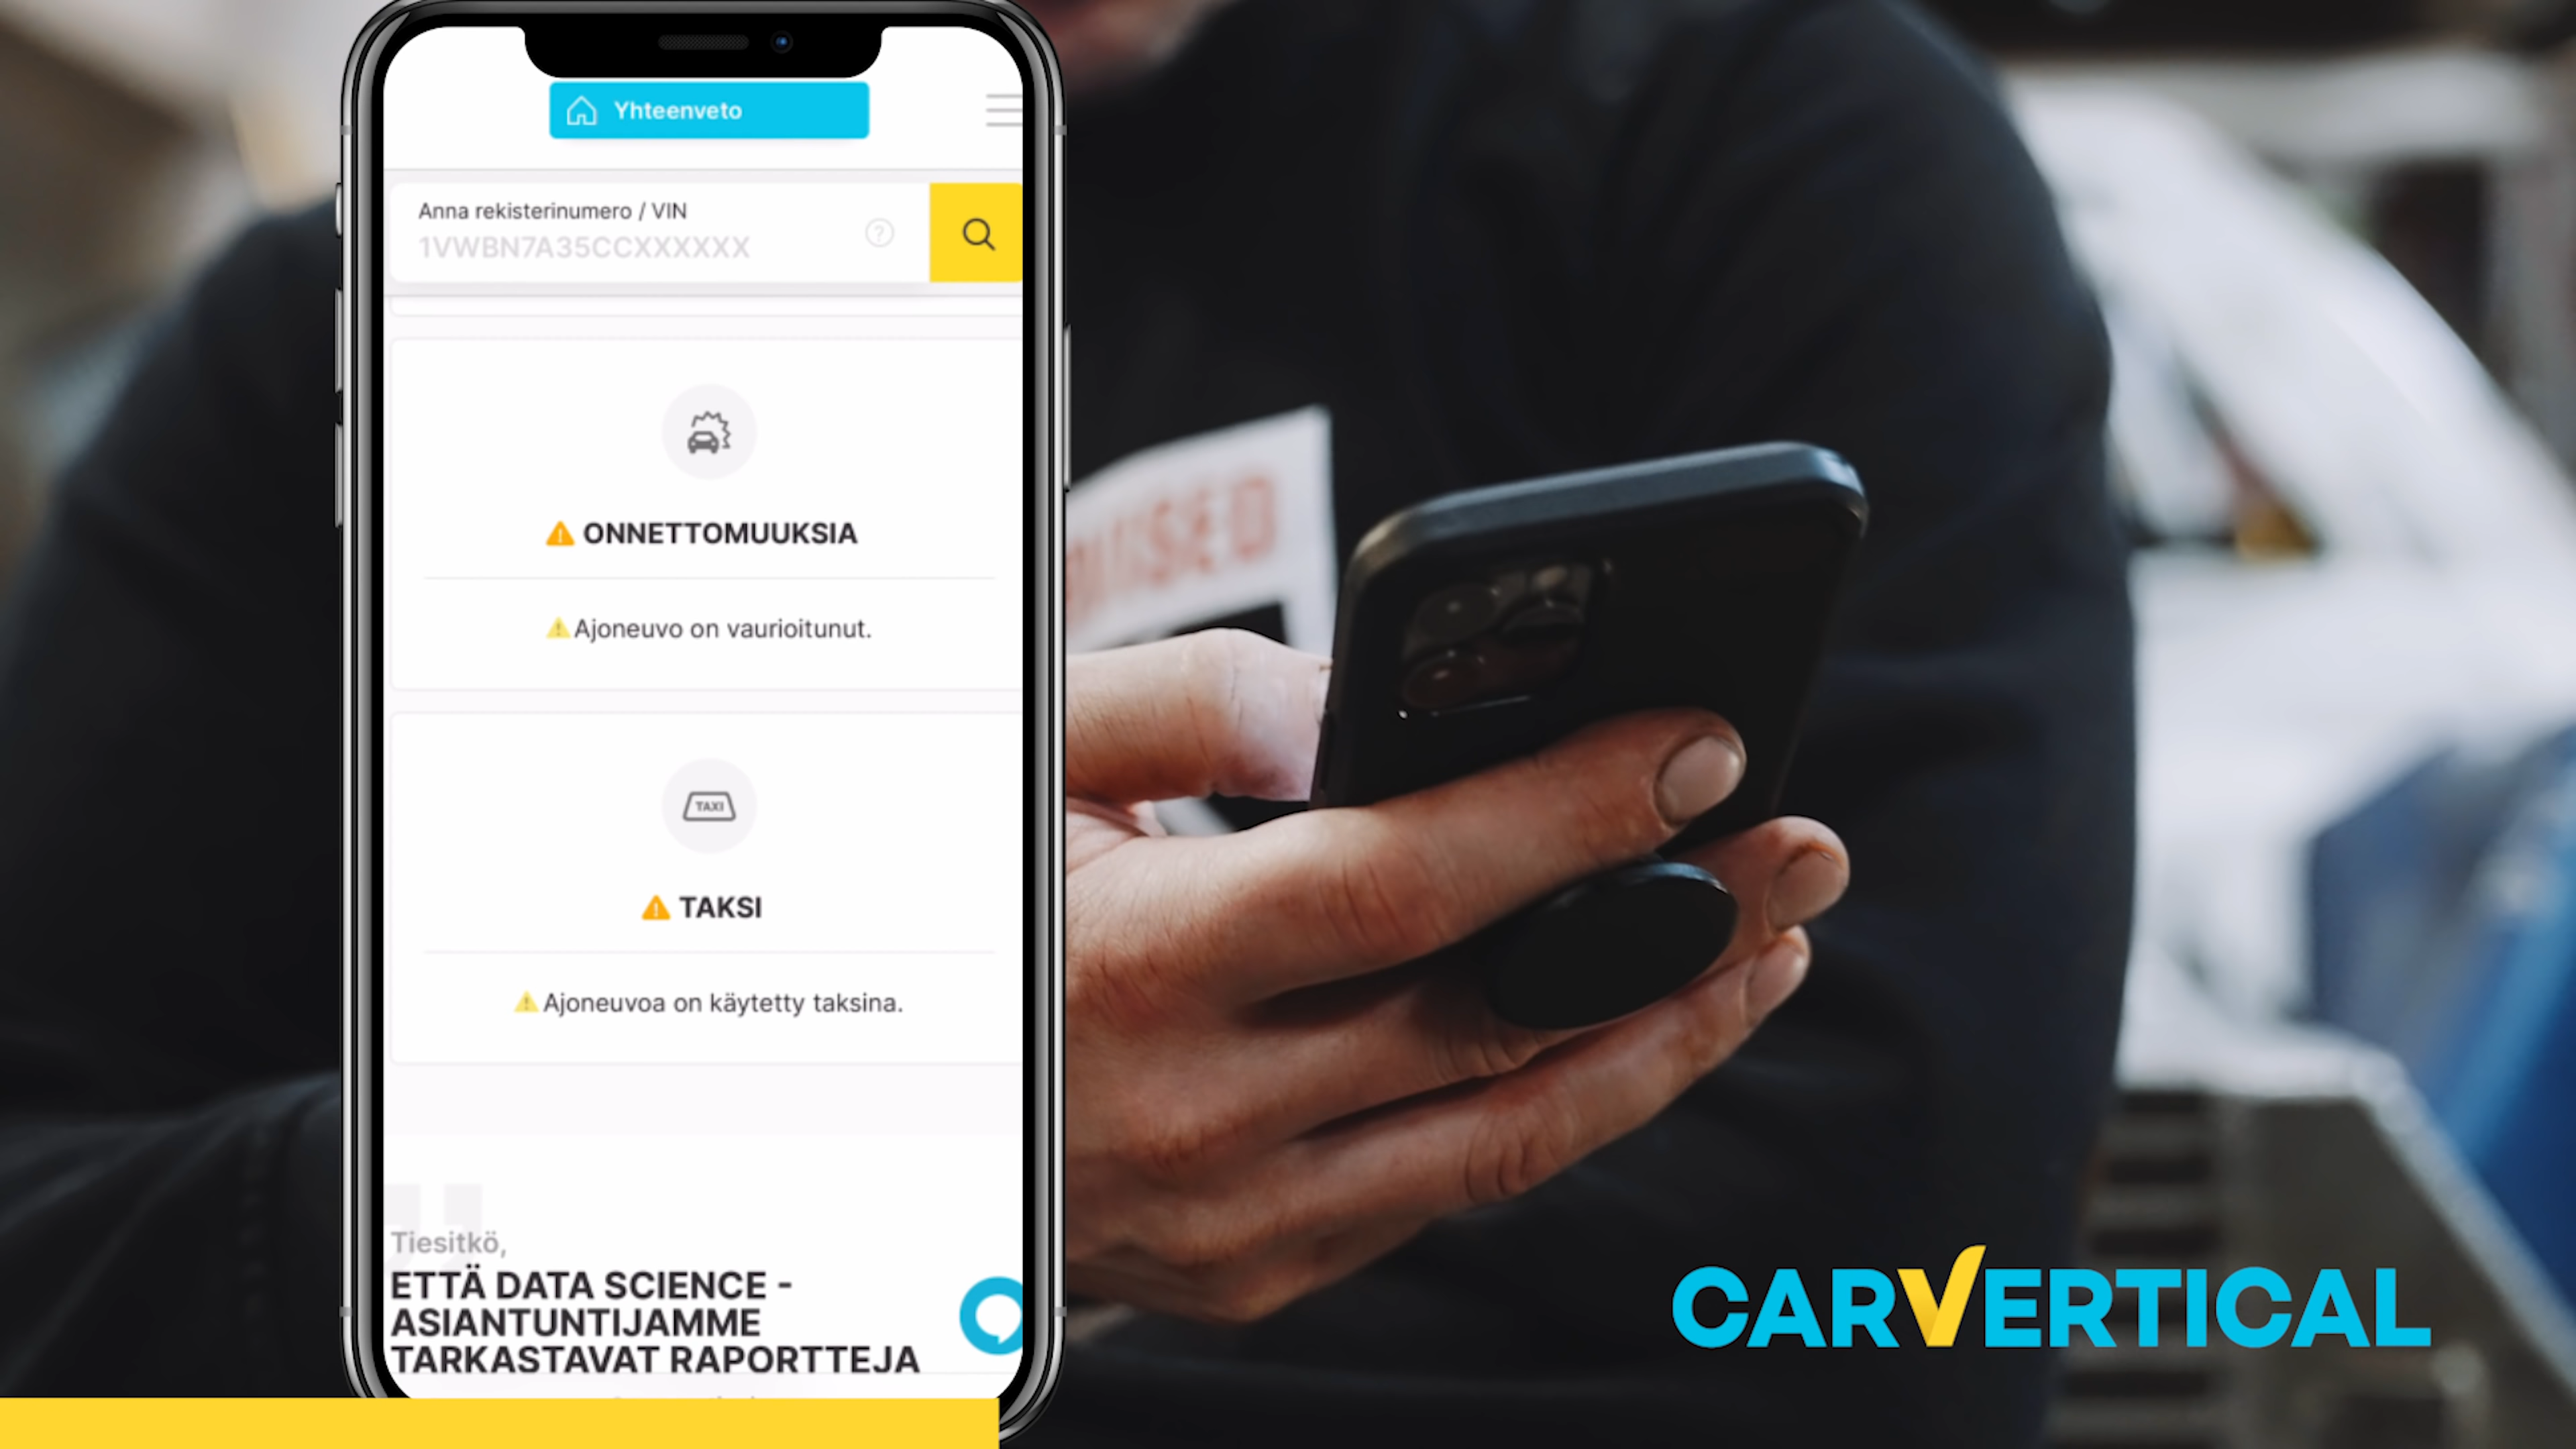 Yhteenveto
Anna rekisterinumero / VIN
1VWBN7A35CCXXXXXX
ONNETTOMUUKSIA
Ajoneuvo on vaurioitunut.
TAXI
TAKSI
Ajoneuvoa on käytetty taksina.
Tiesitkö,
ETTÄ DATA SCIENCE -
ASIANTUNTIJAMME
TARKASTAVAT RAPORTTEJA
CARVERTICAL